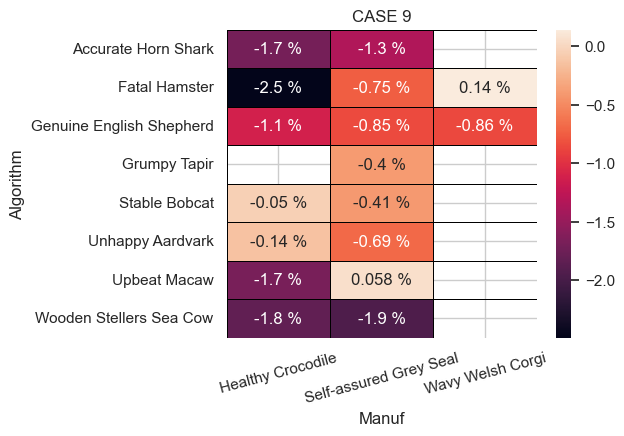 CASE 9
Accurate Horn Shark -1.7 % -1.3 % 0.0
Fatal Hamster -2.5 % -0.75 % 0.14 %
-0.5
Genuine English Shepherd -1.1 % -0.85 % -0.86 %
Grumpy Tapir -0.4 % -1.0
Stable Bobcat -0.05 % -0.41 %
-1.5
Unhappy Aardvark -0.14 % -0.69 %
Upbeat Macaw -1.7 % 0.058 % -2.0
Wooden Stellers Sea Cow -1.8 % -1.9 %
Algorithm
Healthy Crocodile Self-assured Grey Seal Wavy Welsh Corgi
Manuf